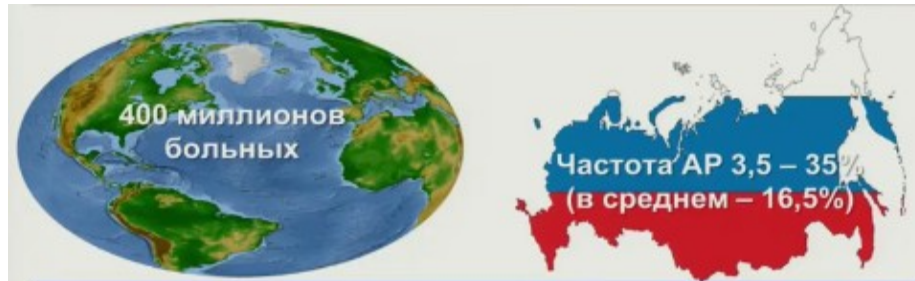 400 миллионов
больных
Частота АР 3,5 – 35%
(в среднем – 16,5%)